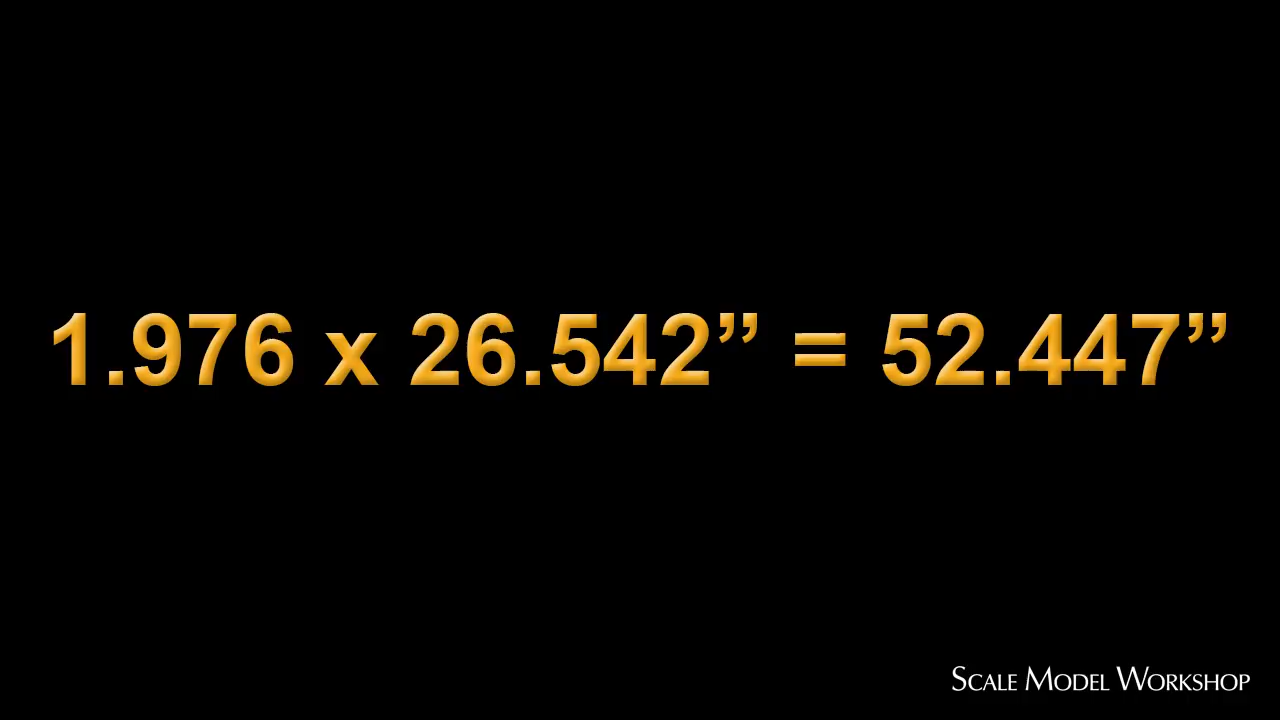 1.976 x 26.542” = 52.447”
Scale Model Workshop